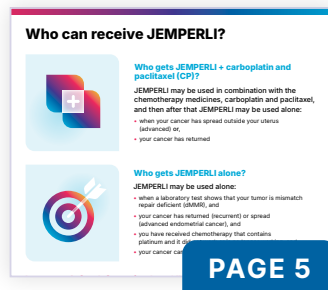 Who can receive JEMPERLI?
Who gets JEMPERLI + carboplatin and
paclitaxel (CP)?
JEMPERLI may be used in combination with the
chemotherapy medicines, carboplatin and paclitaxel,
and then after that JEMPERLI may be used alone:
• when your cancer has spread outside your uterus
(advanced) or,
• your cancer has returned
Who gets JEMPERLI alone?
JEMPERLI may be used alone:
• when a laboratory test shows that your tumor is mismatch
repair deficient (dMMR), and
• your cancer has returned (recurrent) or spread
(advanced endometrial cancer), and
• you have received chemotherapy that contains
platinum and it
• your cancer
PAGE 5